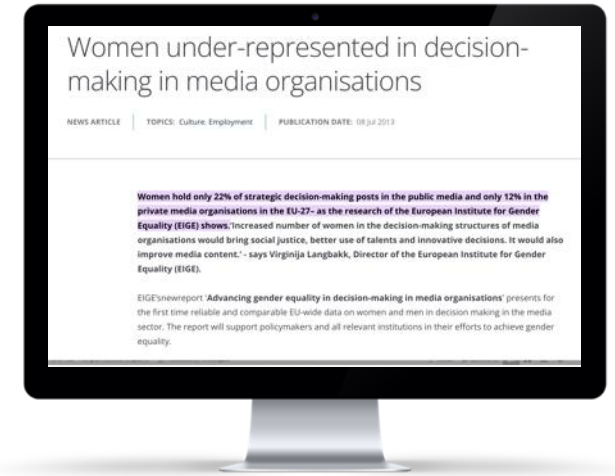 Women under-represented in decision-
making in media organisations
NEWS ARTICLE TOPICS: Culture, Employment PUBLICATION DATE: 08 Jul 2013
Women hold only 22% of strategic decision-making posts in the public media and only 12% in the
private media organisations in the EU-27– as the research of the European Institute for Gender
Equality (EIGE) shows.'Increased number of women in the decision-making structures of media
organisations would bring social justice, better use of talents and innovative decisions. It would also
improve media content.' - says Virginija Langbakk, Director of the European Institute for Gender
Equality (EIGE).
EIGE'snewreport 'Advancing gender equality in decision-making in media organisations' presents for
the first time reliable and comparable EU-wide data on women and men in decision making in the media
sector. The report will support policymakers and all relevant institutions in their efforts to achieve gender
equality.